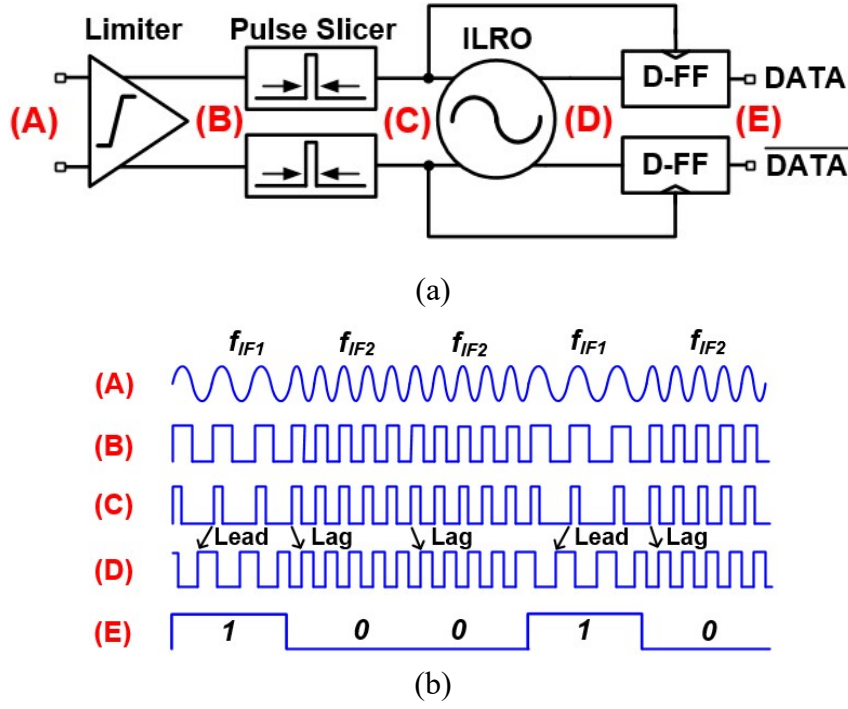 Limiter Pulse Slicer ILRO
D-FF DATA
(A) (B) (C) (D) (E)
D-FF DATA
(a)
fIF1 fIF2 fIF2 fIF1 fIF2
(A)
(B)
(C)
Lead Lag Lag Lead Lag
(D)
(E) 1 0 0 1 0
(b)